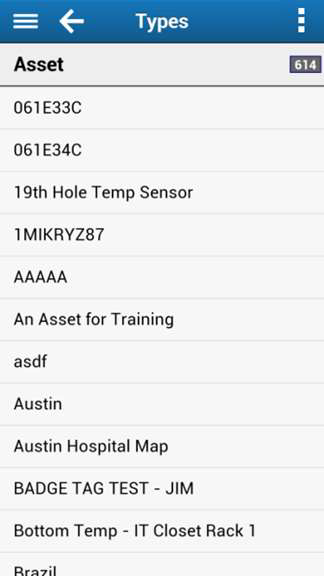 Types
Asset 614
061E33C
061E34C
19th Hole Temp Sensor
1MIKRYZ87
AAAAA
An Asset for Training
asdf
Austin
Austin Hospital Map
BADGE TAG TEST - JIM
Bottom Temp - IT Closet Rack 1
Brazil